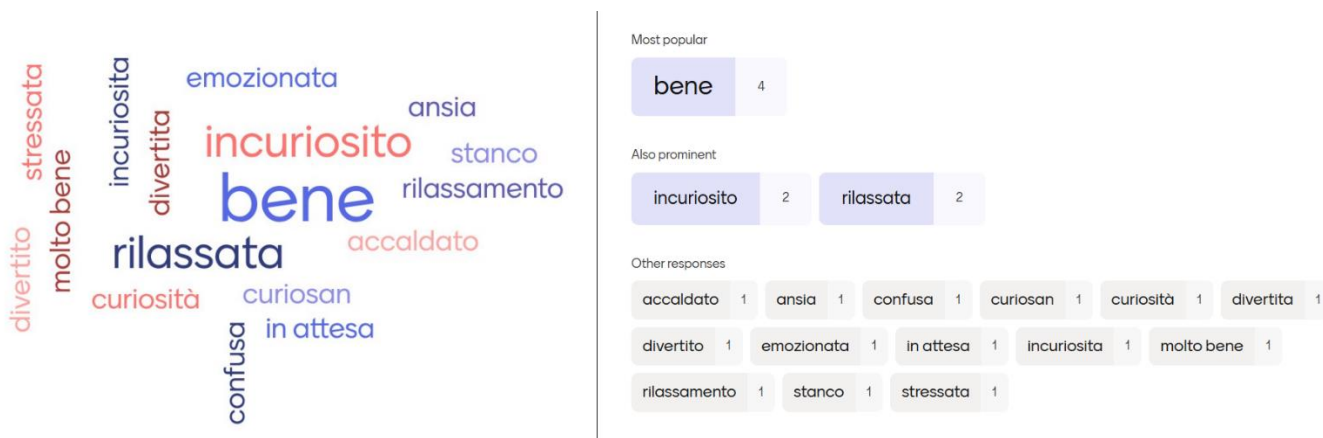 emozionata
stressata
incuriosita
divertita
ansia
incuriosito
stanco
molto bene
bene
rilassamento
divertito
rilassata
accaldato
curiosità
curiosan
in attesa
confusa
Most popular
bene 4
Also prominent
incuriosito 2 rilassata 2
Other responses
accaldato 1 ansia 1 confusa 1 curiosan 1 curiosità 1 divertita 1
divertito 1 emozionata 1 in attesa 1 incuriosita 1 molto bene 1
rilassamento 1 stanco 1 stressata 1